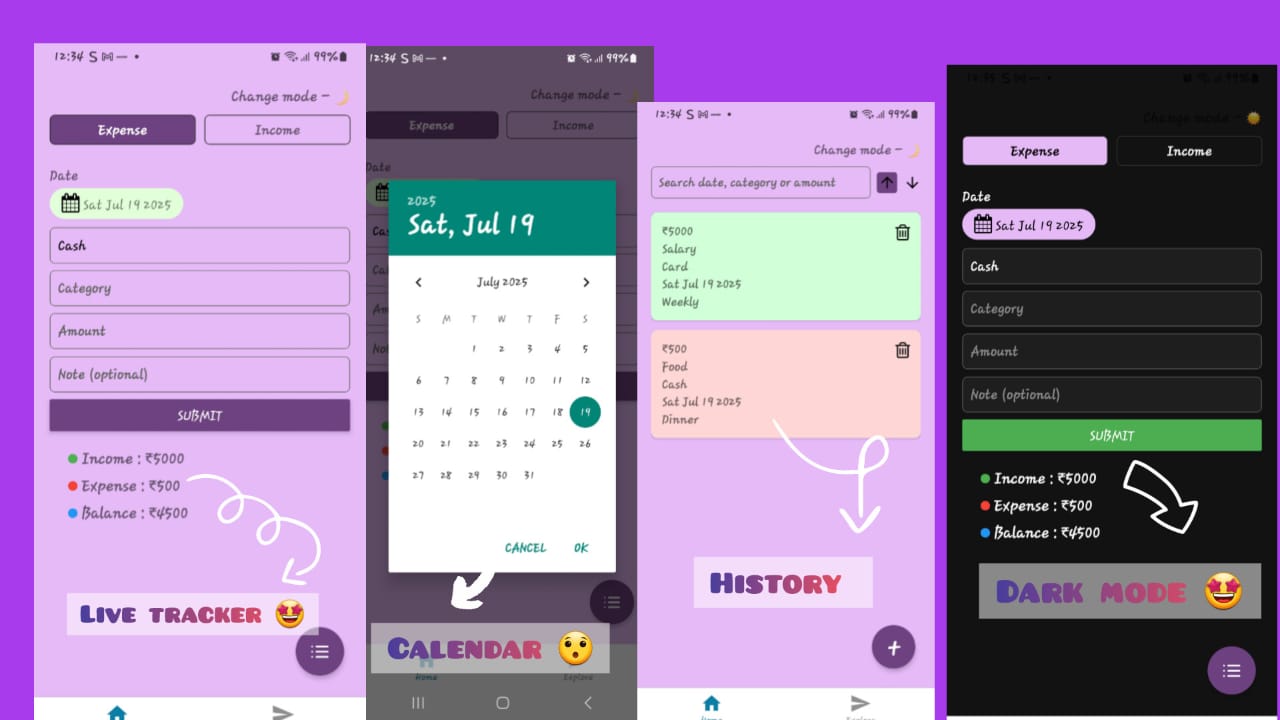 12:34 S
99%
Change mode -
Expense
Income
Date
Sat Jul 19 2025
Cash
Category
Amount
Note (optional)
SUBMIT
Income : ₹5000
Expense : ₹500
Balance : ₹4500
Live tracker 🤩
12:34 S
99%
Change mode -
Expense
Income
Date
2025
Sat, Jul 19
July 2025
S M T W T F S
1 2 3 4 5
6 7 8 9 10 11 12
13 14 15 16 17 18 19
20 21 22 23 24 25 26
27 28 29 30 31
CANCEL OK
Calendar 😯
Home
Explore
12:34 S
99%
Change mode -
Search date, category or amount
₹5000
Salary
Card
Sat Jul 19 2025
Weekly
₹500
Food
Cash
Sat Jul 19 2025
Dinner
History
Home
Explore
12:35 S
99%
Change mode -
Expense
Income
Date
Sat Jul 19 2025
Cash
Category
Amount
Note (optional)
SUBMIT
Income : ₹5000
Expense : ₹500
Balance : ₹4500
Dark mode 🤩